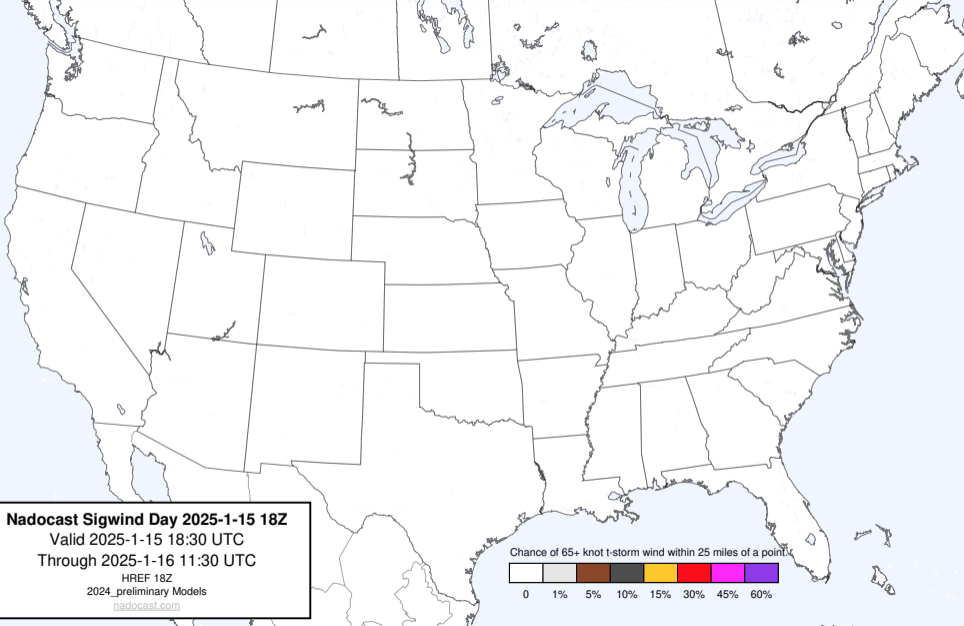 Nadocast Sigwind Day 2025-1-15 18Z
Valid 2025-1-15 18:30 UTC
Through 2025-1-16 11:30 UTC
HREF 18Z
2024_preliminary Models
nadocast.com
Chance of 65+ knot t-storm wind within 25 miles of a point.
0 1% 5% 10% 15% 30% 45% 60%